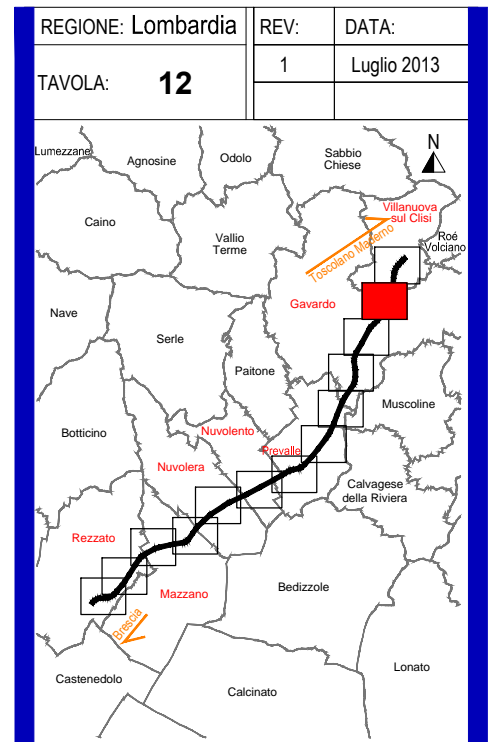 REGIONE: Lombardia
REV:
DATA:
TAVOLA: 12
1
Luglio 2013
N
Lumezzane
Agnosine
Odolo
Sabbio
Chiese
Villanuova
sul Clisi
Caino
Vallio
Terme
Roé
Volciano
Toscolano Maderno
Gavardo
Nave
Serle
Paitone
Muscoline
Botticino
Nuvolento
Prevalle
Nuvolera
Calvagese
della Riviera
Rezzato
Mazzano
Bedizzole
Brescia
Lonato
Castenedolo
Calcinato